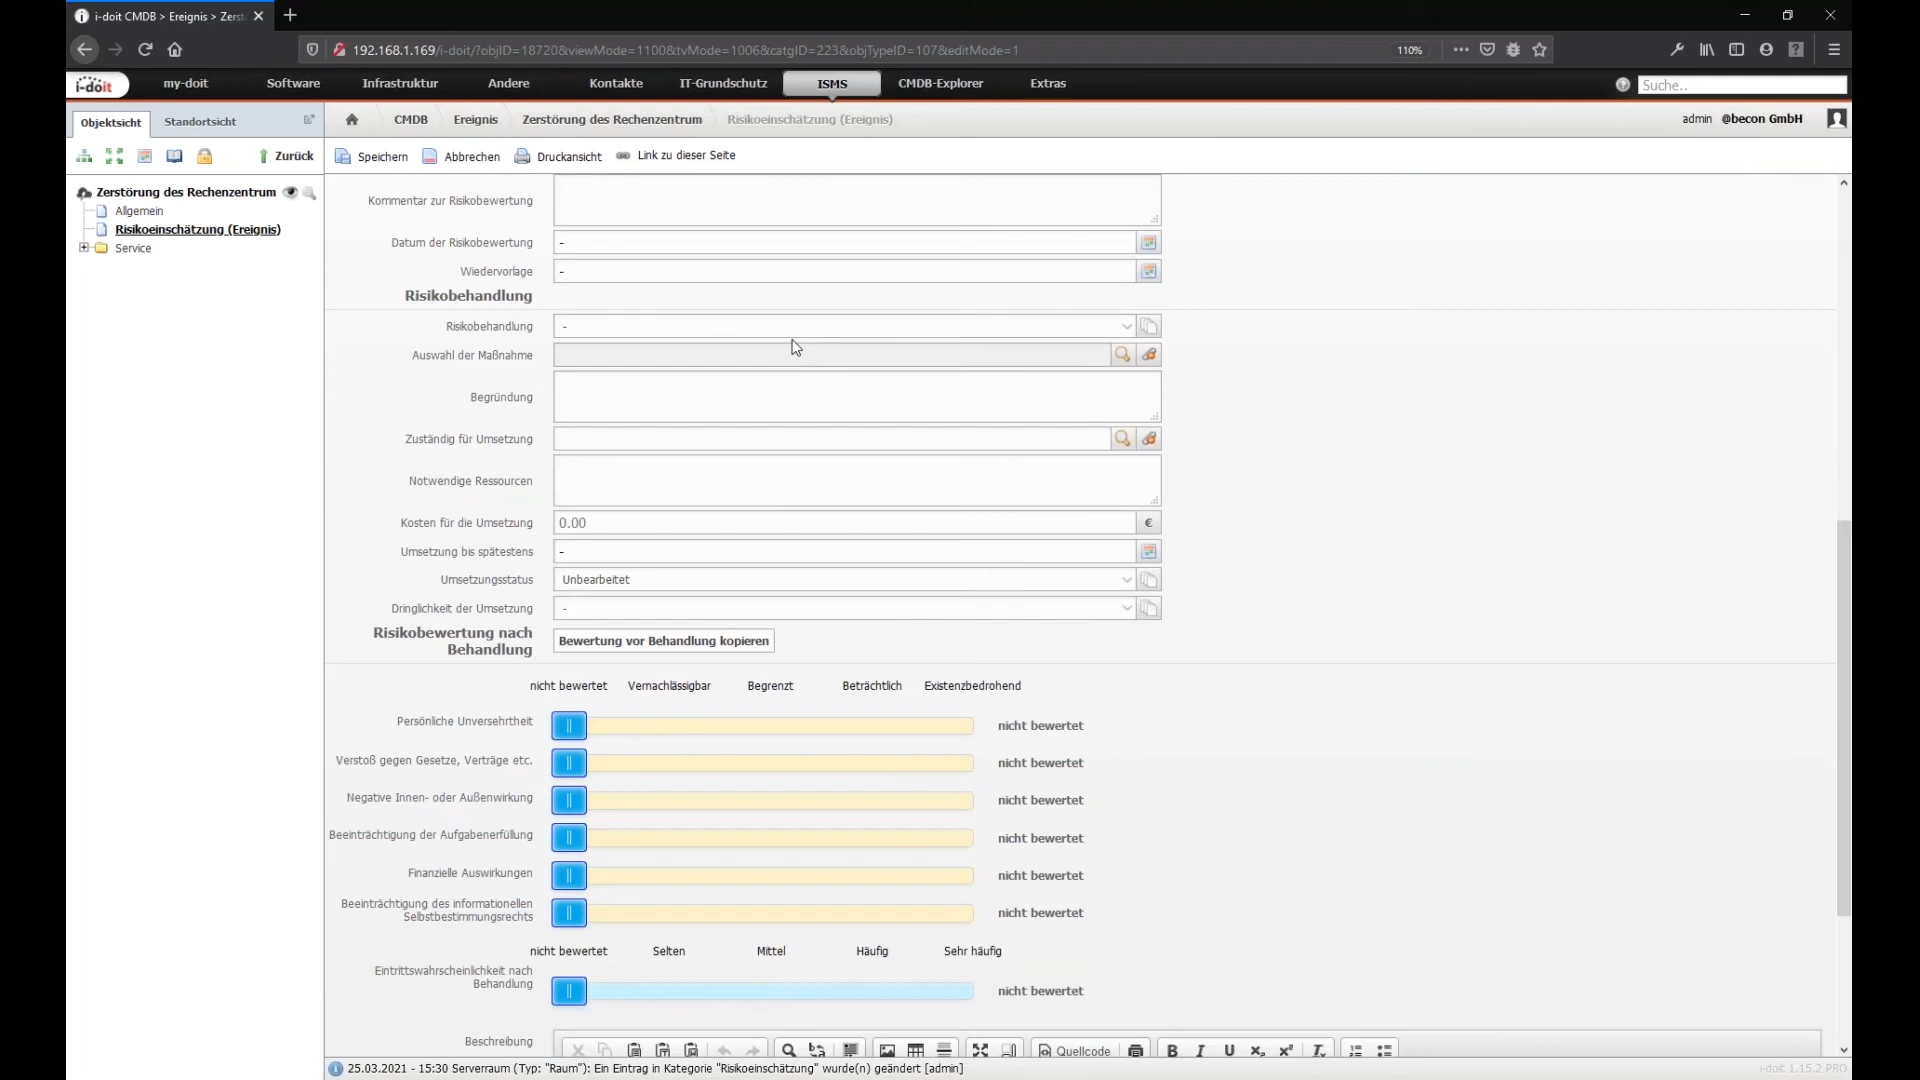 i-doit CMDB > Ereignis > Zerst
192.168.1.169/i-doit/?objID=18720&viewMode=1100&tvMode=1006&catgID=223&objTypeID=107&editMode=1
110%
i-doit
my-doit
Software
Infrastruktur
Andere
Kontakte
IT-Grundschutz
ISMS
CMDB-Explorer
Extras
Suche..
Objektsicht
Standortsicht
CMDB
Ereignis
Zerstörung des Rechenzentrum
Risikoeinschätzung (Ereignis)
admin @becon GmbH
Zurück
Speichern
Abbrechen
Druckansicht
Link zu dieser Seite
Zerstörung des Rechenzentrum
Allgemein
Risikoeinschätzung (Ereignis)
Service
Kommentar zur Risikobewertung
Datum der Risikobewertung -
Wiedervorlage -
Risikobehandlung
Risikobehandlung -
Auswahl der Maßnahme
Begründung
Zuständig für Umsetzung
Notwendige Ressourcen
Kosten für die Umsetzung 0.00 €
Umsetzung bis spätestens -
Umsetzungsstatus Unbearbeitet
Dringlichkeit der Umsetzung -
Risikobewertung nach
Behandlung
Bewertung vor Behandlung kopieren
nicht bewertet Vernachlässigbar Begrenzt Beträchtlich Existenzbedrohend
Persönliche Unversehrtheit nicht bewertet
Verstoß gegen Gesetze, Verträge etc. nicht bewertet
Negative Innen- oder Außenwirkung nicht bewertet
Beeinträchtigung der Aufgabenerfüllung nicht bewertet
Finanzielle Auswirkungen nicht bewertet
Beeinträchtigung des informationellen
Selbstbestimmungsrechts
nicht bewertet
nicht bewertet Selten Mittel Häufig Sehr häufig
Eintrittswahrscheinlichkeit nach
Behandlung
nicht bewertet
Beschreibung
Quellcode
25.03.2021 - 15:30 Serverraum (Typ: "Raum"): Ein Eintrag in Kategorie "Risikoeinschätzung" wurde(n) geändert [admin]
i-doit 1.15.2 PRO